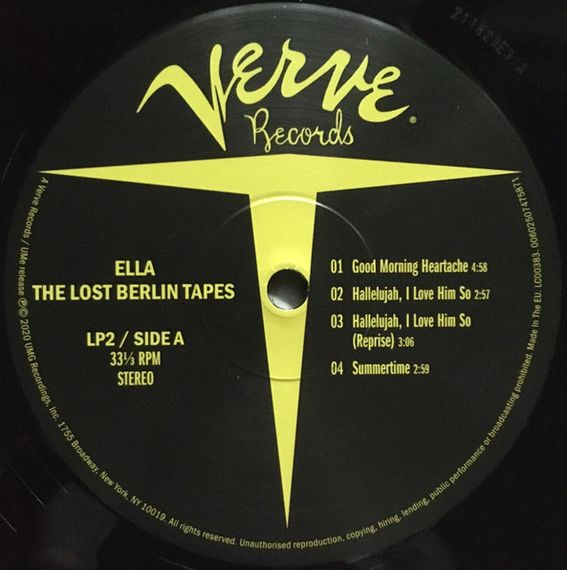 Verve
Records
®
ELLA
THE LOST BERLIN TAPES
LP2 / SIDE A
33⅓ RPM
STEREO
01 Good Morning Heartache 4:58
02 Hallelujah, I Love Him So 2:57
03 Hallelujah, I Love Him So
(Reprise) 3:06
04 Summertime 2:59
A Verve Records / UMe release ℗© 2020 UMG Recordings, Inc. 1755 Broadway, New York, NY 10019. All rights reserved. Unauthorised reproduction, copying, hiring, lending, public performance or broadcasting prohibited. Made In The EU. LC00383. 00602507475871.